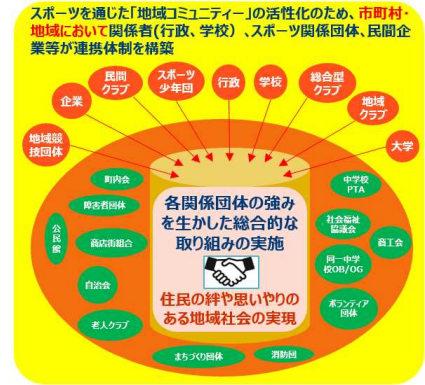 スポーツを通じた「地域コミュニティー」の活性化のため、市町村・
地域において関係者(行政、学校）、スポーツ関係団体、民間企
業等が連携体制を構築
地域競
技団体
企業
民間
クラブ
スポーツ
少年団
行政
学校
総合型
クラブ
地域
クラブ
大学
町内会
障害者団体
公民館
商店街組合
自治会
老人クラブ
まちづくり団体
消防団
中学校
PTA
社会福祉
協議会
商工会
同一中学
校OB/OG
ボランティア
団体
各関係団体の強み
を生かした総合的な
取り組みの実施
住民の絆や思いやりの
ある地域社会の実現